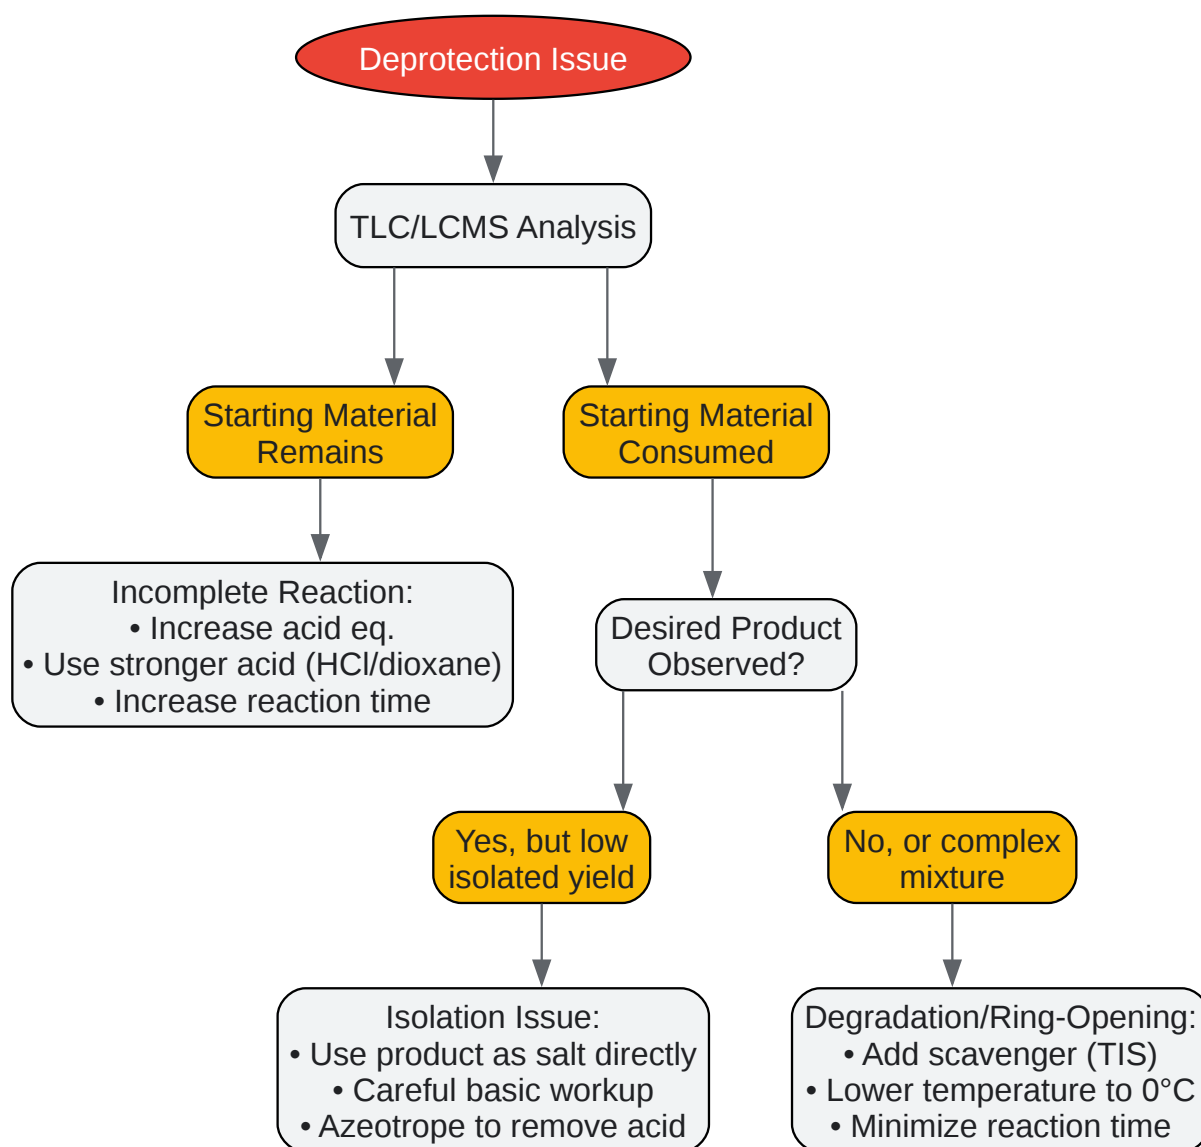 Deprotection Issue
TLC/LCMS Analysis
Starting Material
Remains
Starting Material
Consumed
Incomplete Reaction:
• Increase acid eq.
• Use stronger acid (HCl/dioxane)
• Increase reaction time
Desired Product
Observed?
Yes, but low
isolated yield
No, or complex
mixture
Isolation Issue:
• Use product as salt directly
• Careful basic workup
• Azeotrope to remove acid
Degradation/Ring-Opening:
• Add scavenger (TIS)
• Lower temperature to 0°C
• Minimize reaction time